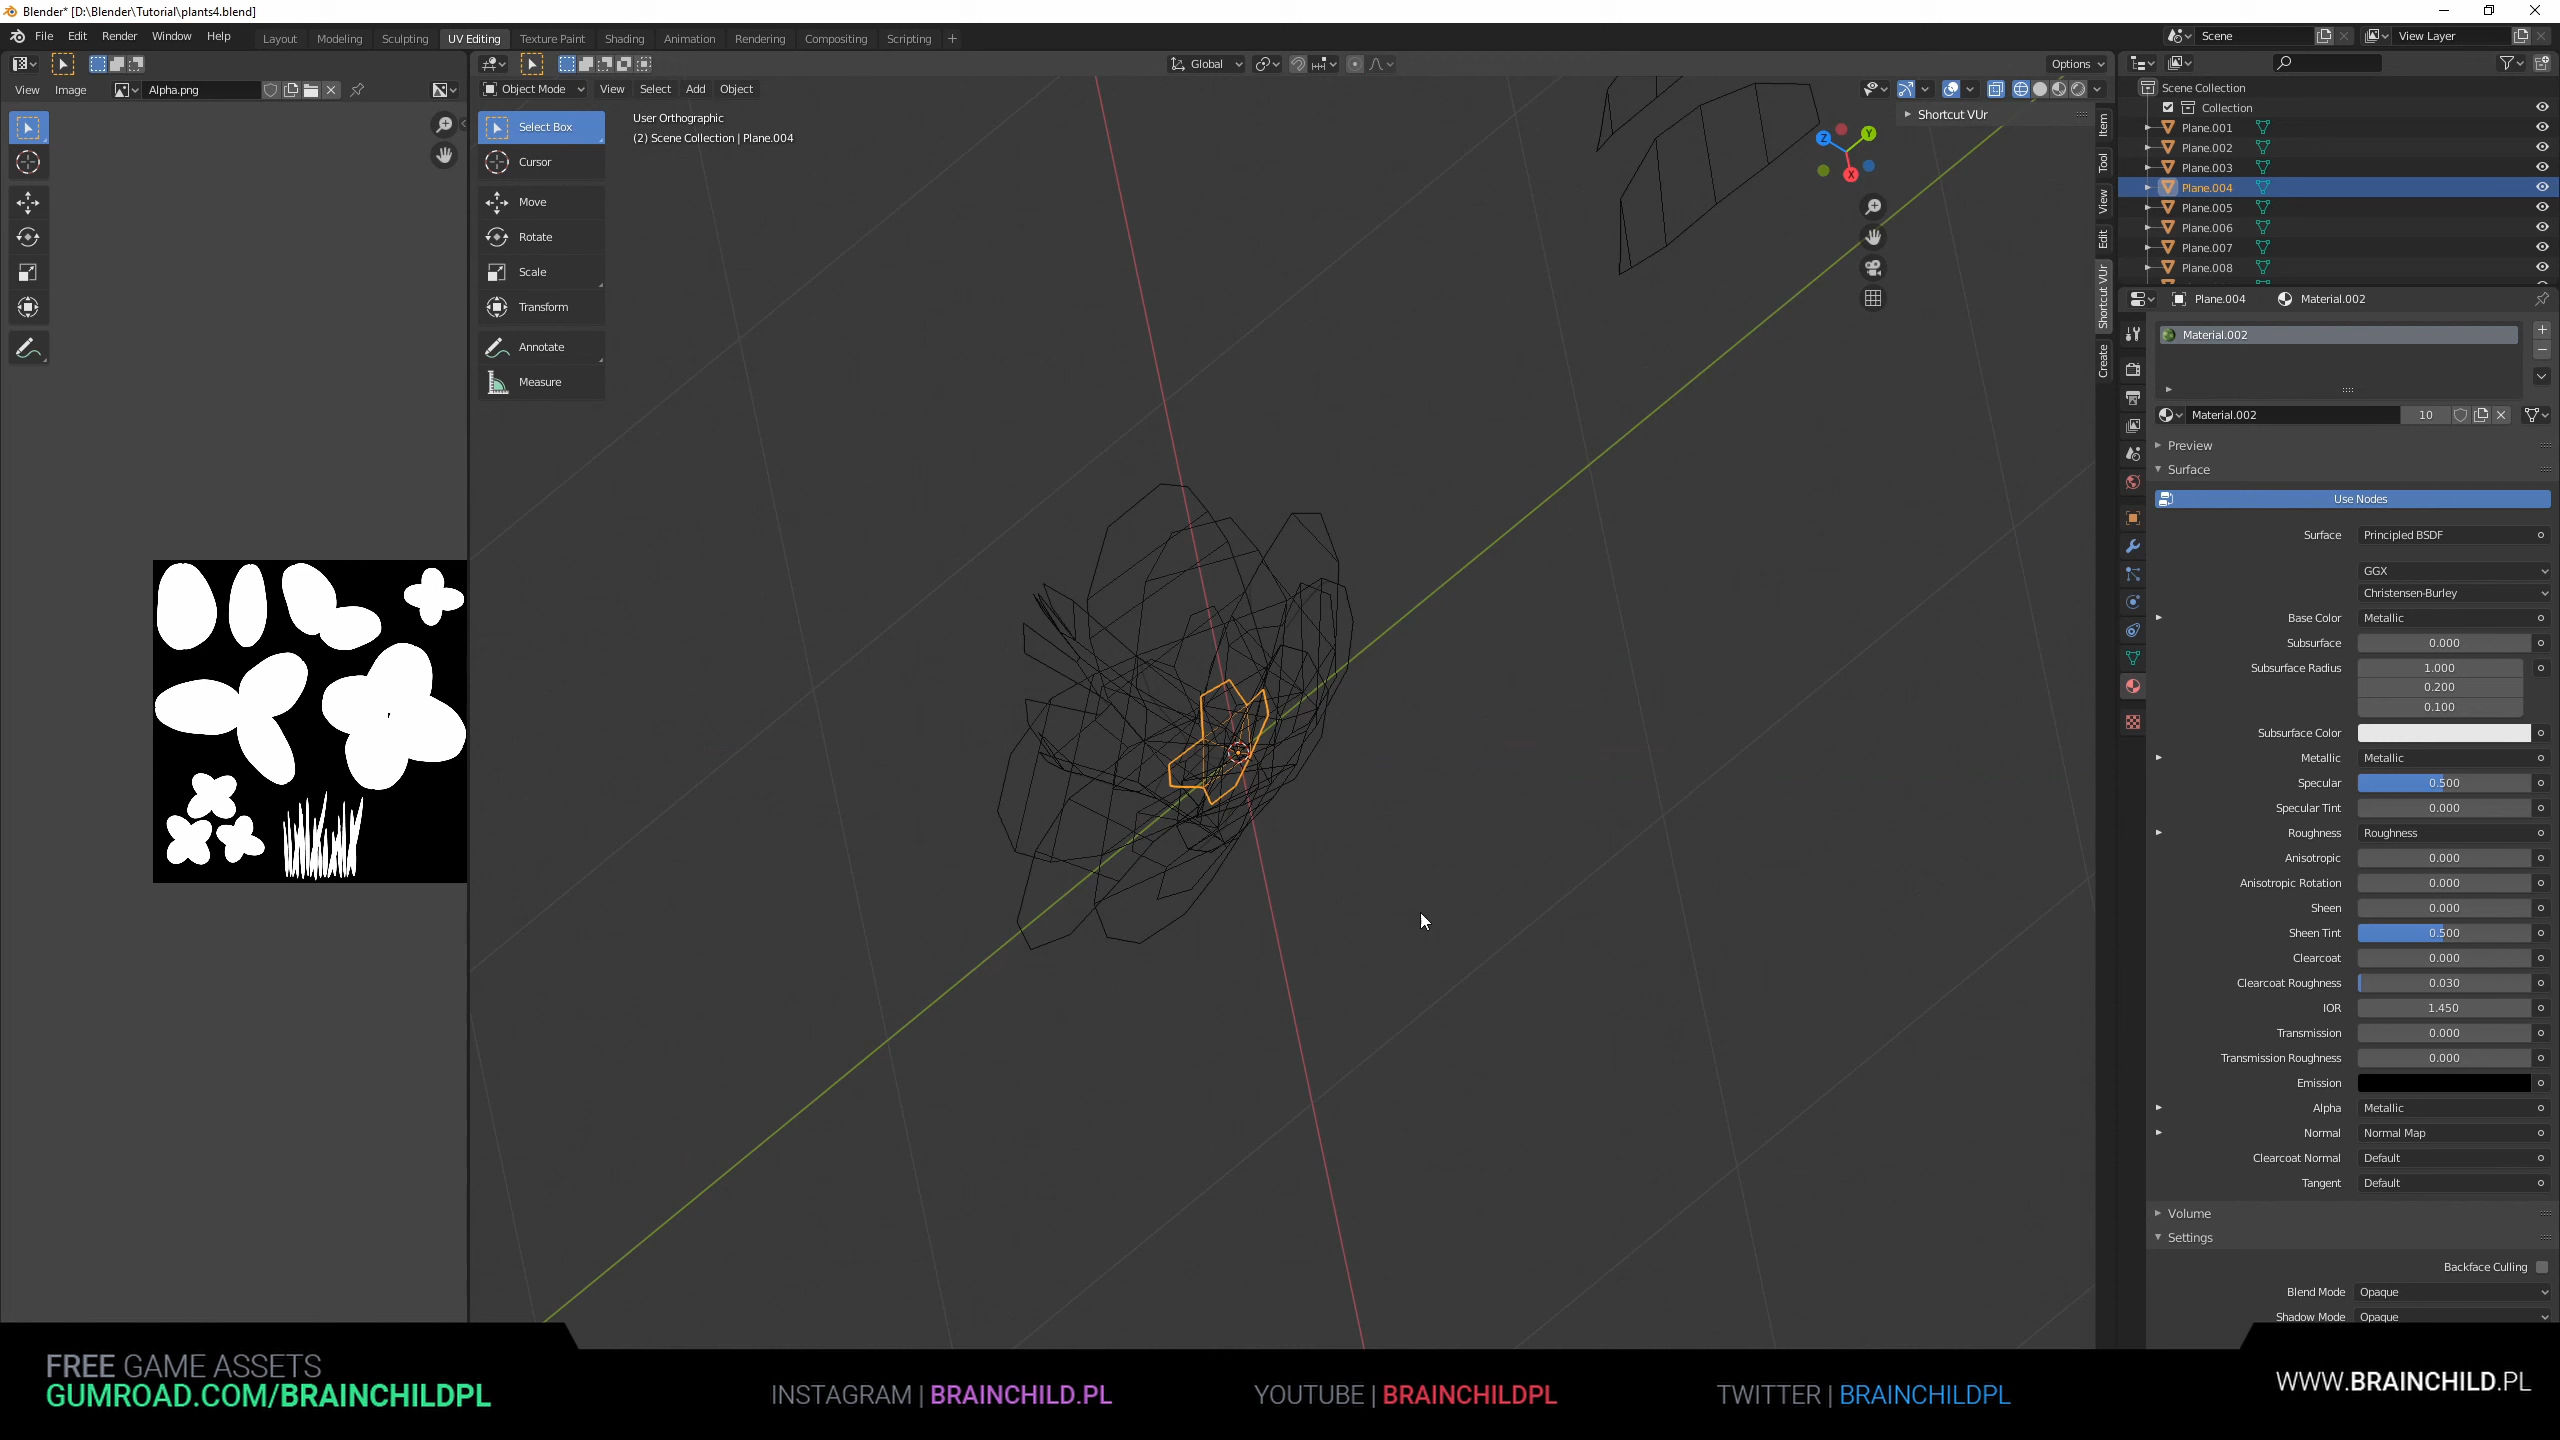 Blender* [D:\Blender\Tutorial\plants4.blend]
File Edit Render Window Help
Layout Modeling Sculpting UV Editing Texture Paint Shading Animation Rendering Compositing Scripting
Scene
View Layer
Global
Options
View Image Alpha.png
Object Mode View Select Add Object
Select Box
Cursor
Move
Rotate
Scale
Transform
Annotate
Measure
User Orthographic
(2) Scene Collection | Plane.004
Shortcut VUr
Z
Y
X
Item
Tool
View
Edit
Shortcut VUr
Create
Scene Collection
Collection
Plane.001
Plane.002
Plane.003
Plane.004
Plane.005
Plane.006
Plane.007
Plane.008
Plane.004 Material.002
Material.002
Material.002 10
Preview
Surface
Use Nodes
Surface Principled BSDF
GGX
Christensen-Burley
Base Color Metallic
Subsurface 0.000
Subsurface Radius 1.000
0.200
0.100
Subsurface Color
Metallic Metallic
Specular 0.500
Specular Tint 0.000
Roughness Roughness
Anisotropic 0.000
Anisotropic Rotation 0.000
Sheen 0.000
Sheen Tint 0.500
Clearcoat 0.000
Clearcoat Roughness 0.030
IOR 1.450
Transmission 0.000
Transmission Roughness 0.000
Emission
Alpha Metallic
Normal Normal Map
Clearcoat Normal Default
Tangent Default
Volume
Settings
Backface Culling
Blend Mode Opaque
Shadow Mode Opaque
FREE GAME ASSETS
GUMROAD.COM/BRAINCHILDPL
INSTAGRAM | BRAINCHILD.PL
YOUTUBE | BRAINCHILDPL
TWITTER | BRAINCHILDPL
WWW.BRAINCHILD.PL